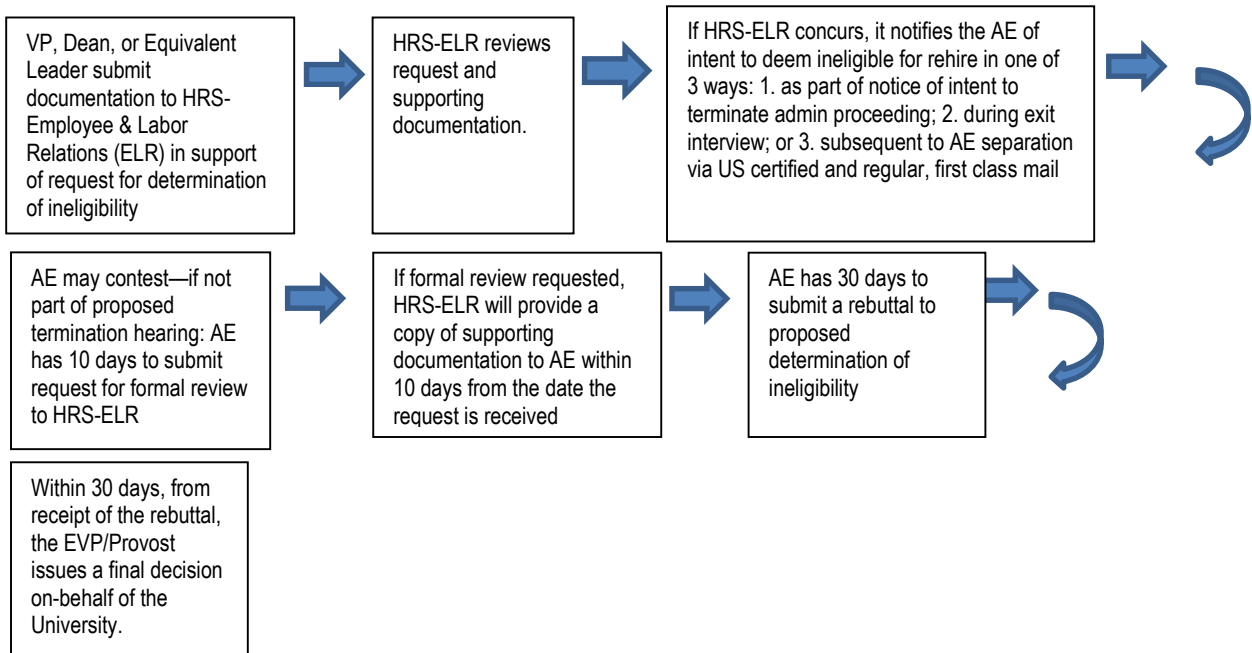 VP, Dean, or Equivalent
Leader submit
documentation to HRS-
Employee & Labor
Relations (ELR) in support
of request for determination
of ineligibility
HRS-ELR reviews
request and
supporting
documentation.
If HRS-ELR concurs, it notifies the AE of
intent to deem ineligible for rehire in one of
3 ways: 1. as part of notice of intent to
terminate admin proceeding; 2. during exit
interview; or 3. subsequent to AE separation
via US certified and regular, first class mail
AE may contest—if not
part of proposed
termination hearing: AE
has 10 days to submit
request for formal review
to HRS-ELR
If formal review requested,
HRS-ELR will provide a
copy of supporting
documentation to AE within
10 days from the date the
request is received
AE has 30 days to
submit a rebuttal to
proposed
determination of
ineligibility
Within 30 days, from
receipt of the rebuttal,
the EVP/Provost
issues a final decision
on-behalf of the
University.